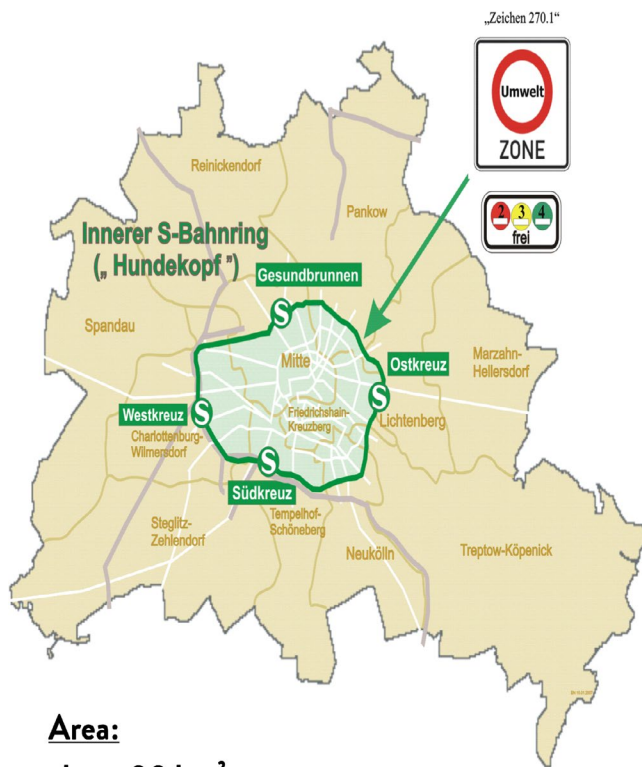 „Zeichen 270.1“
Umwelt
ZONE
2 3 4
frei
Reinickendorf
Pankow
Innerer S-Bahnring
(„ Hundekopf ”)
Gesundbrunnen
S
Spandau
Mitte
Ostkreuz
Marzahn-
Hellersdorf
S
Westkreuz
S
Friedrichshain-
Kreuzberg
Lichtenberg
Charlottenburg-
Wilmersdorf
S
Südkreuz
Steglitz-
Zehlendorf
Tempelhof-
Schöneberg
Neukölln
Treptow-Köpenick
Area: